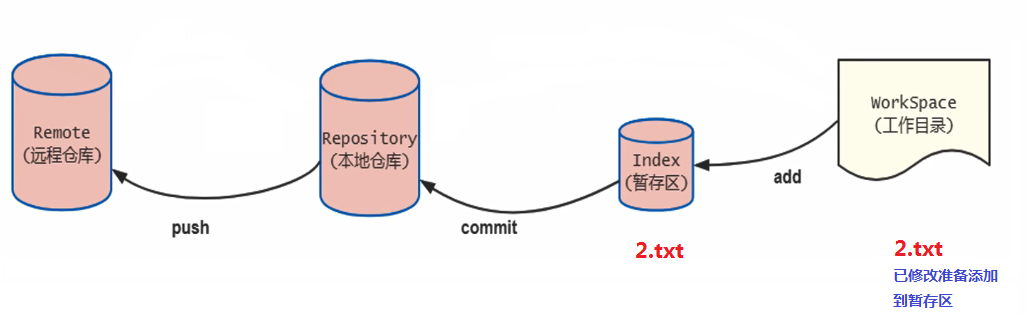 Remote
(远程仓库)
Repository
(本地仓库)
Index
(暂存区)
WorkSpace
(工作目录)
push
commit
add
2.txt
2.txt
已修改准备添加
到暂存区